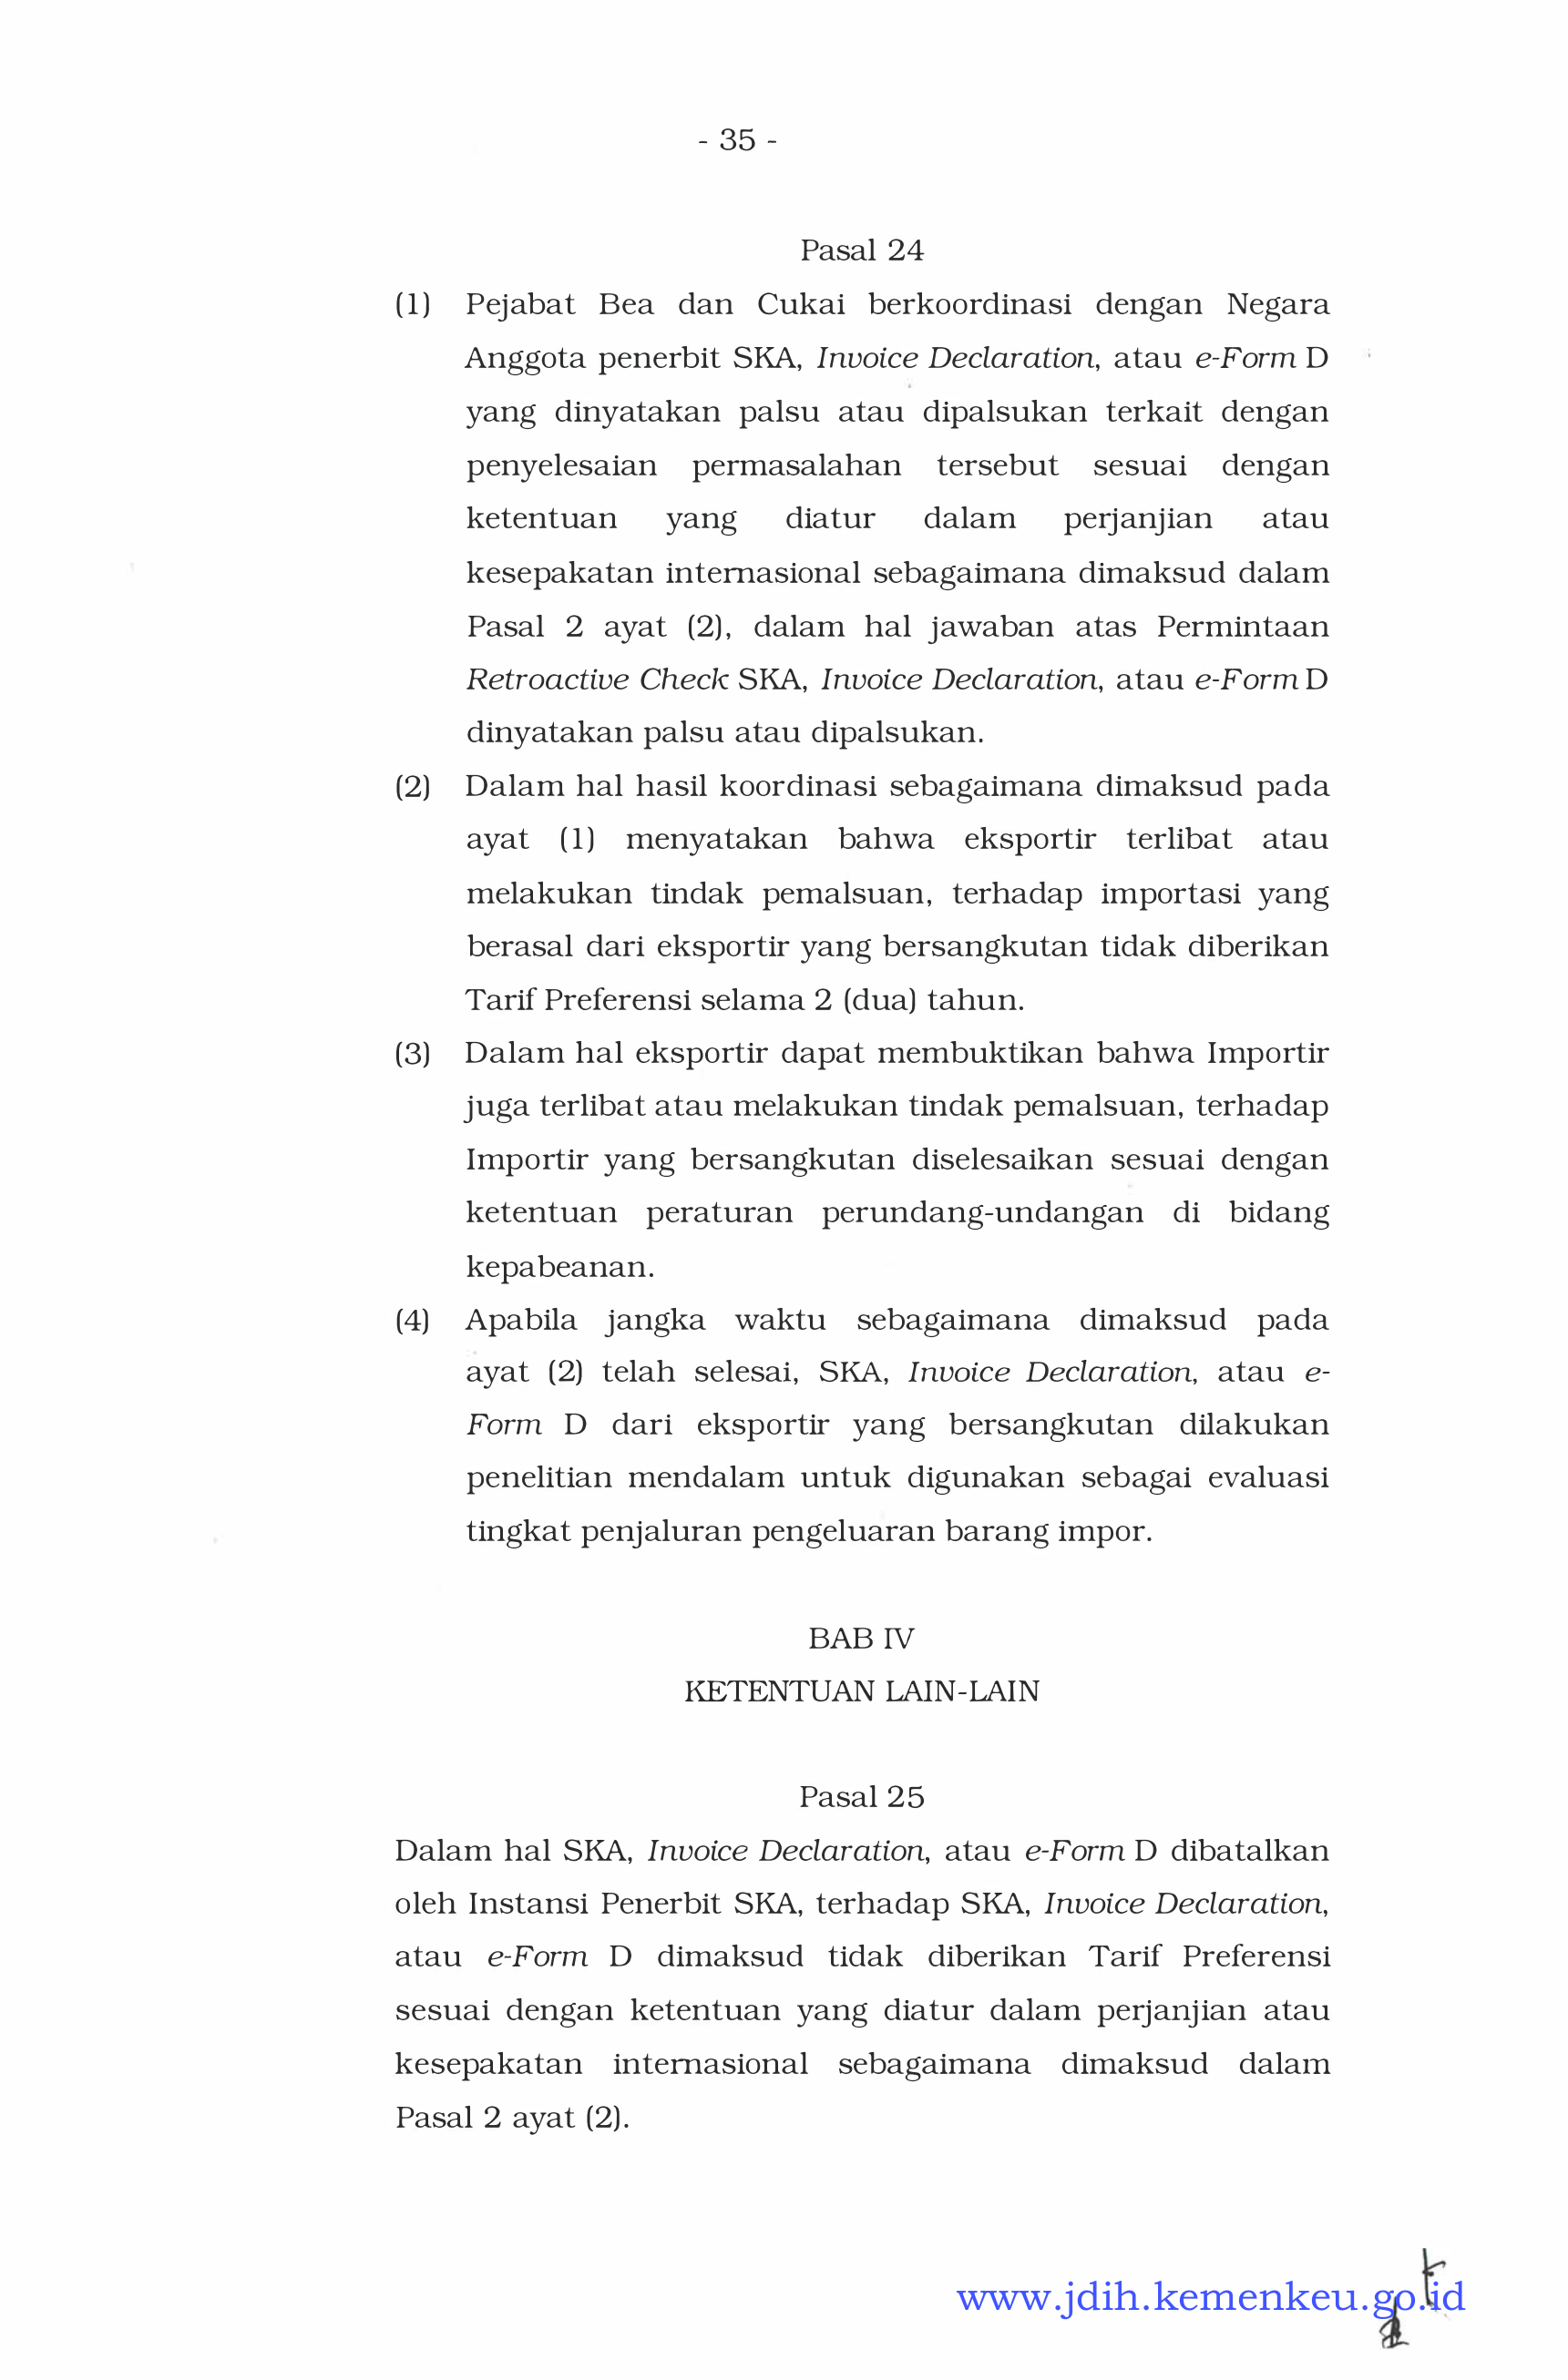 - 35 -
Pasal 24
(1) Pejabat Bea dan Cukai berkoordinasi dengan Negara
Anggota penerbit SKA, Invoice Declaration, atau e-Form D
yang dinyatakan palsu atau dipalsukan terkait dengan
penyelesaian permasalahan tersebut sesuai dengan
ketentuan yang diatur dalam perjanjian atau
kesepakatan internasional sebagaimana dimaksud dalam
Pasal 2 ayat (2), dalam hal jawaban atas Permintaan
Retroactive Check SKA, Invoice Declaration, atau e-Form D
dinyatakan palsu atau dipalsukan.
(2) Dalam hal hasil koordinasi sebagaimana dimaksud pada
ayat (1) menyatakan bahwa eksportir terlibat atau
melakukan tindak pemalsuan, terhadap importasi yang
berasal dari eksportir yang bersangkutan tidak diberikan
Tarif Preferensi selama 2 (dua) tahun.
(3) Dalam hal eksportir dapat membuktikan bahwa Importir
juga terlibat atau melakukan tindak pemalsuan, terhadap
Importir yang bersangkutan diselesaikan sesuai dengan
ketentuan peraturan perundang-undangan di bidang
kepabeanan.
(4) Apabila jangka waktu sebagaimana dimaksud pada
ayat (2) telah selesai, SKA, Invoice Declaration, atau e-
Form D dari eksportir yang bersangkutan dilakukan
penelitian mendalam untuk digunakan sebagai evaluasi
tingkat penjaluran pengeluaran barang impor.
BAB IV
KETENTUAN LAIN-LAIN
Pasal 25
Dalam hal SKA, Invoice Declaration, atau e-Form D dibatalkan
oleh Instansi Penerbit SKA, terhadap SKA, Invoice Declaration,
atau e-Form D dimaksud tidak diberikan Tarif Preferensi
sesuai dengan ketentuan yang diatur dalam perjanjian atau
kesepakatan internasional sebagaimana dimaksud dalam
Pasal 2 ayat (2).
www.jdih.kemenkeu.go.id